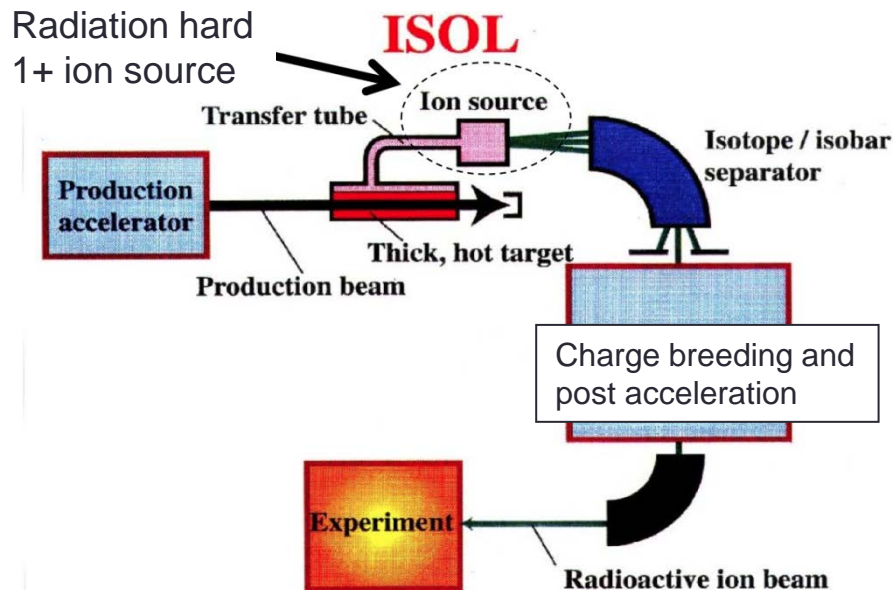 Radiation hard
1+ ion source
ISOL
Ion source
Transfer tube
Isotope / isobar
separator
Production
accelerator
Thick, hot target
Production beam
Charge breeding and
post acceleration
Experiment
Radioactive ion beam